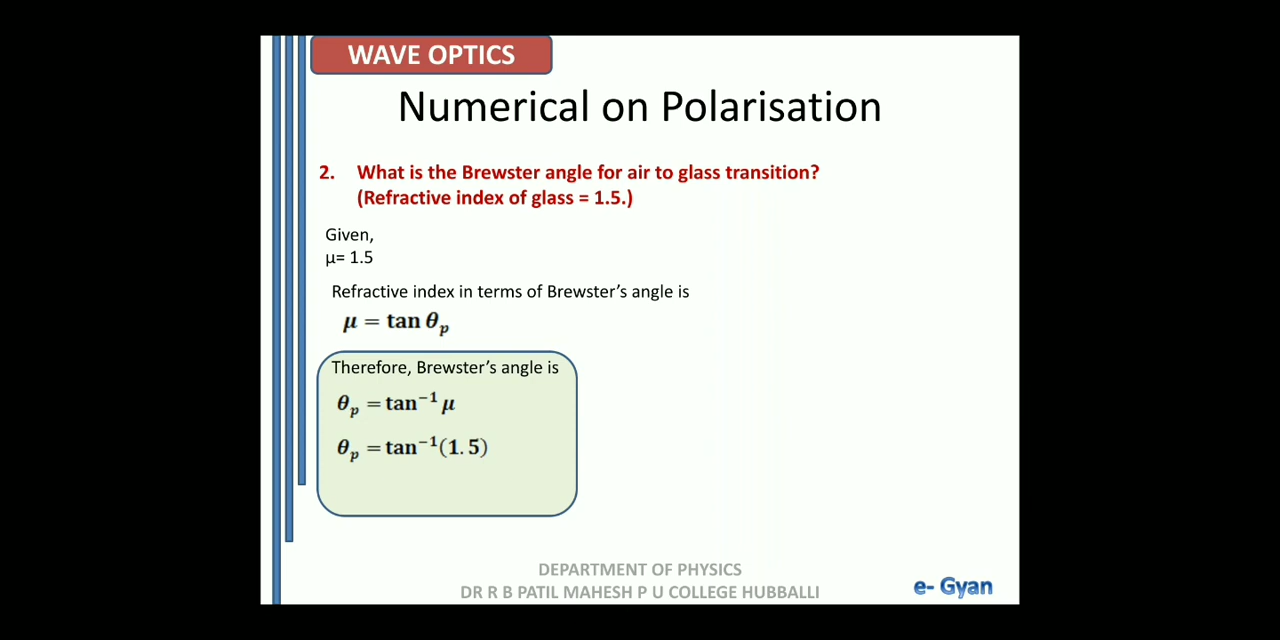 WAVE OPTICS
Numerical on Polarisation
2. What is the Brewster angle for air to glass transition?
(Refractive index of glass = 1.5.)
Given,
μ= 1.5
Refractive index in terms of Brewster’s angle is
μ = tan θp
Therefore, Brewster’s angle is
θp = tan⁻¹ μ
θp = tan⁻¹(1.5)
DEPARTMENT OF PHYSICS
DR R B PATIL MAHESH P U COLLEGE HUBBALLI
e- Gyan